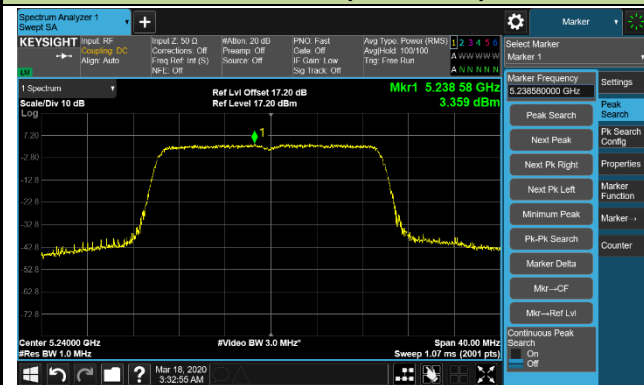 Spectrum Analyzer 1
Swept SA
KEYSIGHT
Input: RF
Coupling: DC
Align: Auto
Input Z: 50 Ω
Corrections: Off
Freq Ref: Int (S)
NFE: Off
#Atten: 20 dB
Preamp: Off
Source: Off
PNO: Fast
Gate: Off
IF Gain: Low
Sig Track: Off
Avg Type: Power (RMS)
Avg|Hold: 100/100
Trig: Free Run
1 2 3 4 5 6
A W W W W W
A N N N N N
1 Spectrum
Scale/Div 10 dB
Log
Ref Lvl Offset 17.20 dB
Ref Level 17.20 dBm
Mkr1 5.238 58 GHz
3.359 dBm
1
7.20
-2.80
-12.8
-22.8
-32.8
-42.8
-52.8
-62.8
-72.8
Center 5.24000 GHz
#Res BW 1.0 MHz
#Video BW 3.0 MHz*
Span 40.00 MHz
Sweep 1.07 ms (2001 pts)
Mar 18, 2020
3:32:55 AM
Marker
Select Marker
Marker 1
Marker Frequency
5.238580000 GHz
Peak Search
Next Peak
Next Pk Right
Next Pk Left
Minimum Peak
Pk-Pk Search
Marker Delta
Mkr→CF
Mkr→Ref Lvl
Continuous Peak
Search
On
Off
Settings
Peak
Search
Pk Search
Config
Properties
Marker
Function
Marker→
Counter